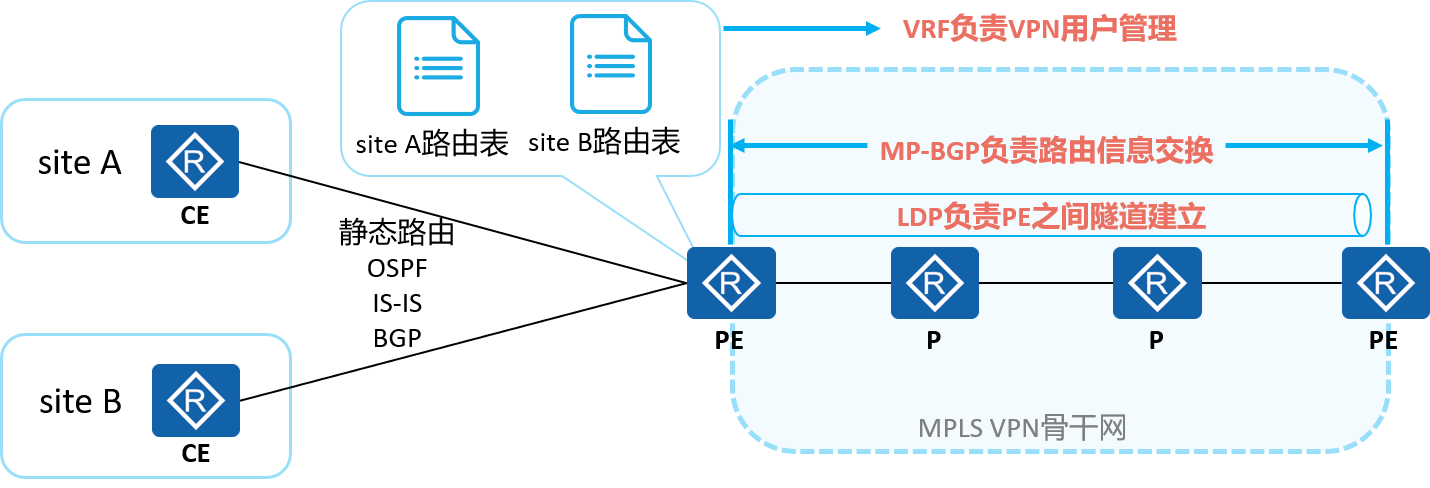 VRF负责VPN用户管理
site A路由表
site B路由表
MP-BGP负责路由信息交换
site A
R
CE
LDP负责PE之间隧道建立
静态路由
OSPF
IS-IS
BGP
R
PE
R
P
R
P
R
PE
site B
R
CE
MPLS VPN骨干网